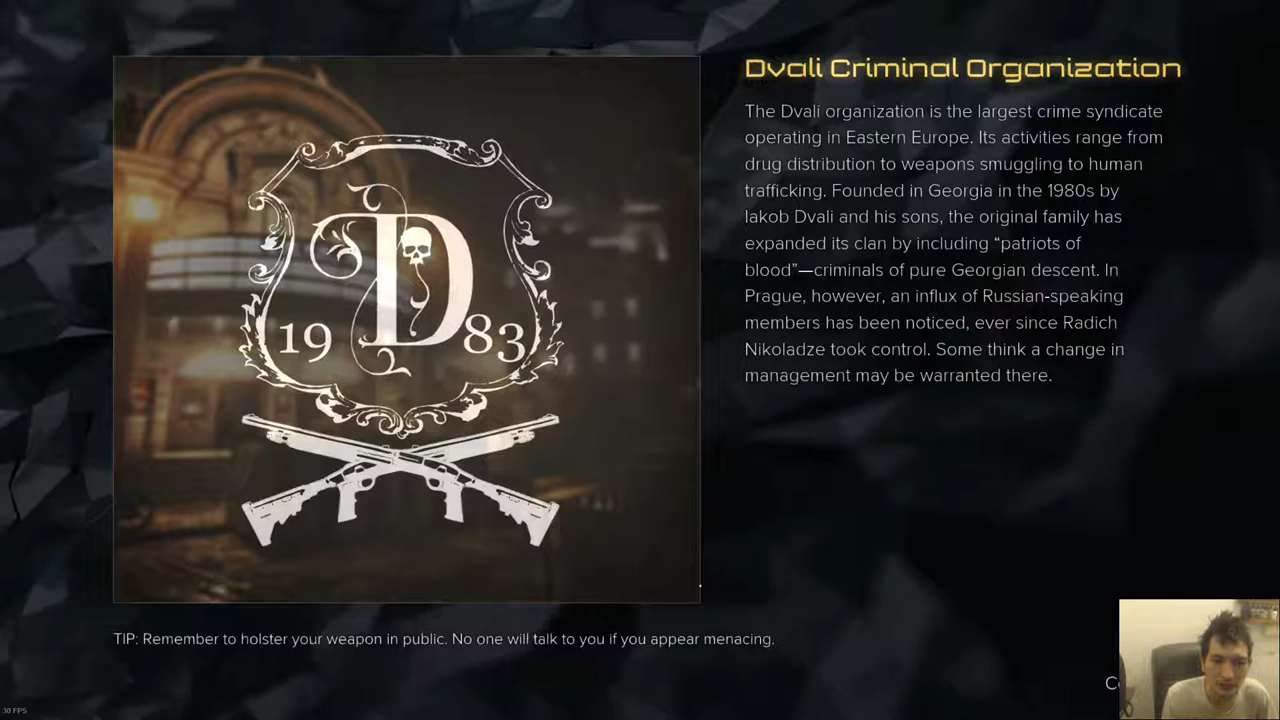 Dvali Criminal Organization
The Dvali organization is the largest crime syndicate
operating in Eastern Europe. Its activities range from
drug distribution to weapons smuggling to human
trafficking. Founded in Georgia in the 1980s by
Iakob Dvali and his sons, the original family has
expanded its clan by including “patriots of
blood”—criminals of pure Georgian descent. In
Prague, however, an influx of Russian-speaking
members has been noticed, ever since Radich
Nikoladze took control. Some think a change in
management may be warranted there.
D
19 83
TIP: Remember to holster your weapon in public. No one will talk to you if you appear menacing.
30 FPS